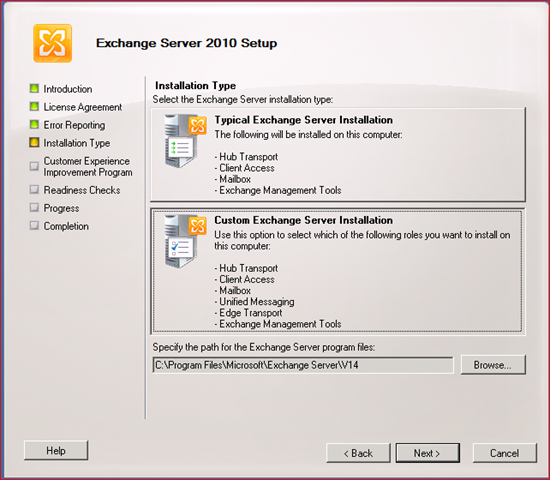 Exchange Server 2010 Setup
Introduction
License Agreement
Error Reporting
Installation Type
Customer Experience
Improvement Program
Readiness Checks
Progress
Completion
Installation Type
Select the Exchange Server installation type:
Typical Exchange Server Installation
The following will be installed on this computer:
- Hub Transport
- Client Access
- Mailbox
- Exchange Management Tools
Custom Exchange Server Installation
Use this option to select which of the following roles you want to install on
this computer:
- Hub Transport
- Client Access
- Mailbox
- Unified Messaging
- Edge Transport
- Exchange Management Tools
Specify the path for the Exchange Server program files:
C:\Program Files\Microsoft\Exchange Server\V14
Browse...
Help
< Back
Next >
Cancel